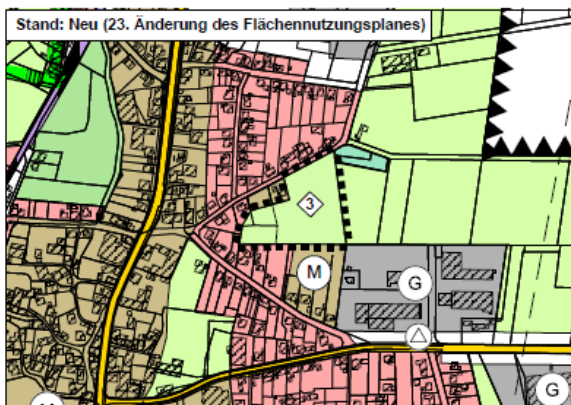 Stand: Neu (23. Änderung des Flächennutzungsplanes)
3
M
G
G